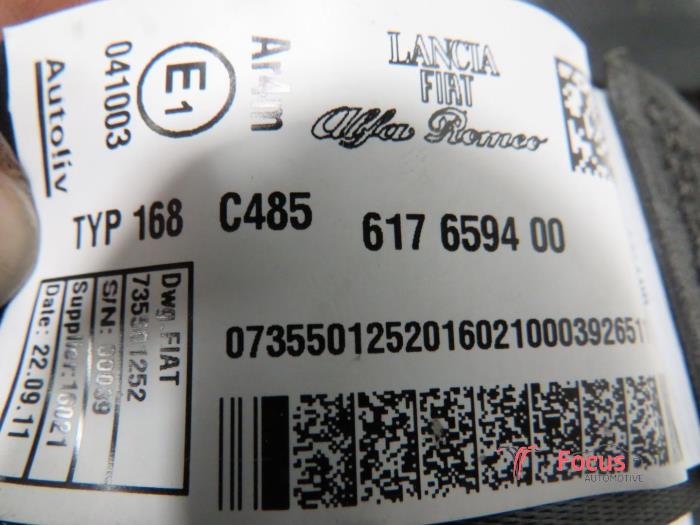 LANCIA
FIAT
Alfa Romeo
Autoliv
041003
E1
Ar4m
TYP 168 C485 617 6594 00
Dwg.FIAT
735501252
S/N: 00039
Supplier:16021
Date: 22.09.11
073550125201602100039265
Focus
AUTOMOTIVE